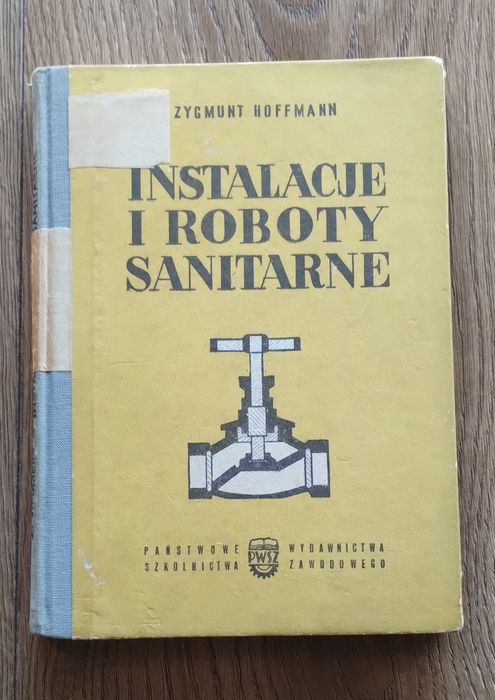 ZYGMUNT HOFFMANN
INSTALACJE
I ROBOTY
SANITARNE
PAŃSTWOWE WYDAWNICTWA
SZKOLNICTWA ZAWODOWEGO
PWSZ